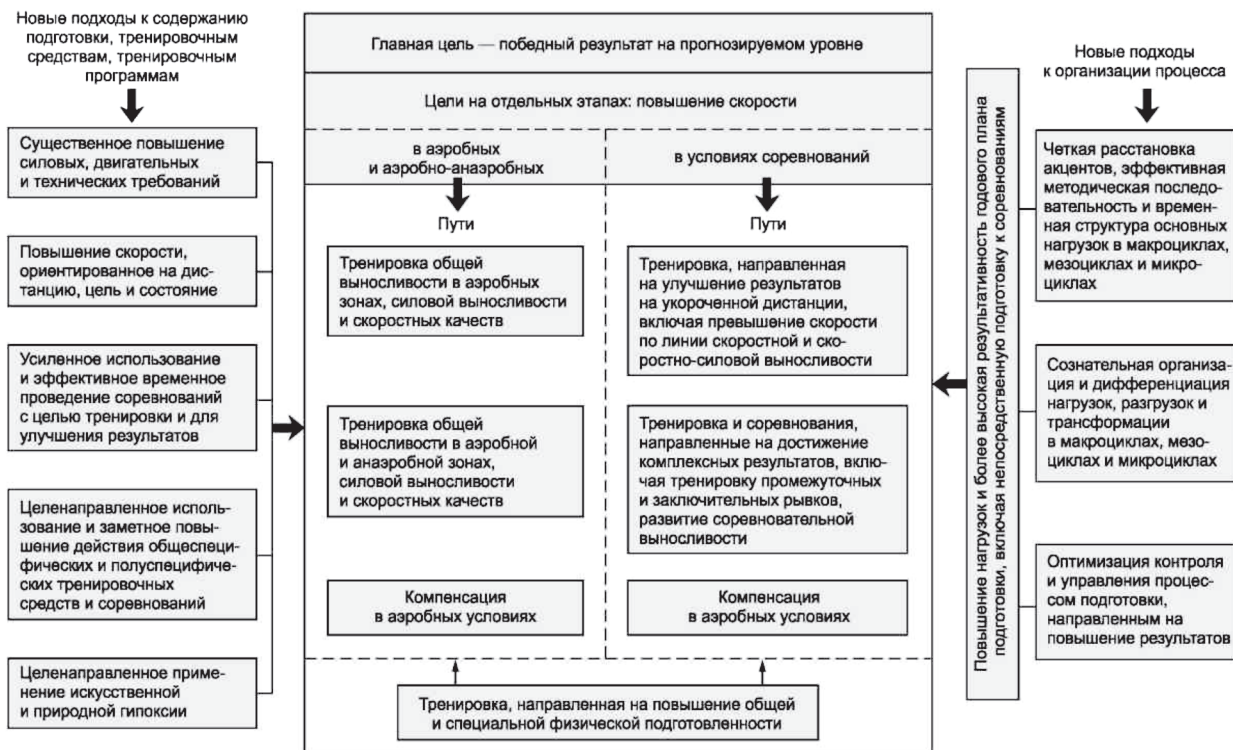 Новые подходы к содержанию
подготовки, тренировочным
средствам, тренировочным
программам
Существенное повышение
силовых, двигательных
и технических требований
Повышение скорости,
ориентированное на дис-
танцию, цель и состояние
Усиленное использование
и эффективное временное
проведение соревнований
с целью тренировки и для
улучшения результатов
Целенаправленное исполь-
зование и заметное повы-
шение действия общеспеци-
фических и полуспецифиче-
ских тренировочных
средств и соревнований
Целенаправленное приме-
нение искусственной
и природной гипоксии
Главная цель — победный результат на прогнозируемом уровне
Цели на отдельных этапах: повышение скорости
в аэробных
и аэробно-анаэробных
Пути
Тренировка общей
выносливости в аэробных
зонах, силовой выносливости
и скоростных качеств
Тренировка общей
выносливости в аэробной
и анаэробной зонах,
силовой выносливости
и скоростных качеств
Компенсация
в аэробных условиях
в условиях соревнований
Пути
Тренировка, направленная
на улучшение результатов
на укороченной дистанции,
включая превышение скорости
по линии скоростной и ско-
ростно-силовой выносливости
Тренировка и соревнования,
направленные на достижение
комплексных результатов, вклю-
чая тренировку промежуточных
и заключительных рывков,
развитие соревновательной
выносливости
Компенсация
в аэробных условиях
Тренировка, направленная на повышение общей
и специальной физической подготовленности
Повышение нагрузок и более высокая результативность годового плана
подготовки, включая непосредственную подготовку к соревнованиям
Новые подходы
к организации процесса
Четкая расстановка
акцентов, эффективная
методическая последо-
вательность и времен-
ная структура основных
нагрузок в макроциклах,
мезоциклах и микро-
циклах
Сознательная организа-
ция и дифференциация
нагрузок, разгрузок и
трансформации
в макроциклах, мезо-
циклах и микроциклах
Оптимизация контроля
и управления процес-
сом подготовки,
направленным на
повышение результатов